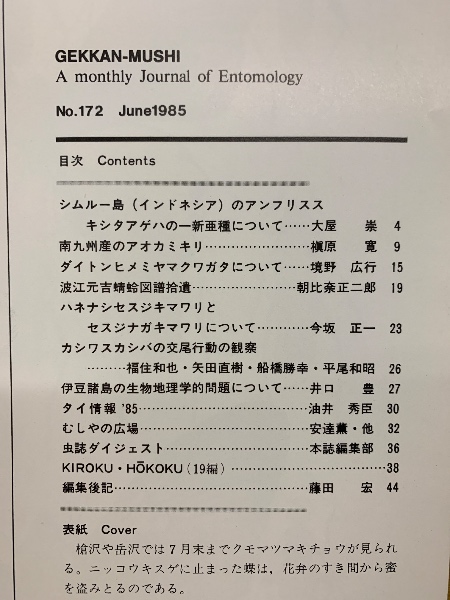 GEKKAN-MUSHI
A monthly Journal of Entomology
No.172 June1985
目次 Contents
シムルー島（インドネシア）のアンフリスス
キシタアゲハの一新亜種について……大屋 崇 4
南九州産のアオカミキリ……………………槇原 寛 9
ダイトンヒメミヤマクワガタについて……境野 広行 15
波江元吉蜻蛉図譜拾遺……………………朝比奈正二郎 19
ハネナシセスジキマワリと
セスジナガキマワリについて…………今坂 正一 23
カシワスカシバの交尾行動の観察
………福住和也・矢田直樹・船橋勝幸・平尾和昭 26
伊豆諸島の生物地理学的問題について……井口 豊 27
タイ情報 '85……………………………………油井 秀臣 30
むしやの広場……………………………………安達薫・他 32
虫誌ダイジェスト………………………………本誌編集部 36
KIROKU・HŌKOKU（19編）……………………………38
編集後記…………………………………………藤田 宏 44
表紙 Cover
槍沢や岳沢では7月末までクモマツマキチョウが見られ
る。ニッコウキスゲに止まった蝶は，花弁のすき間から蜜
を盗みとるのである。